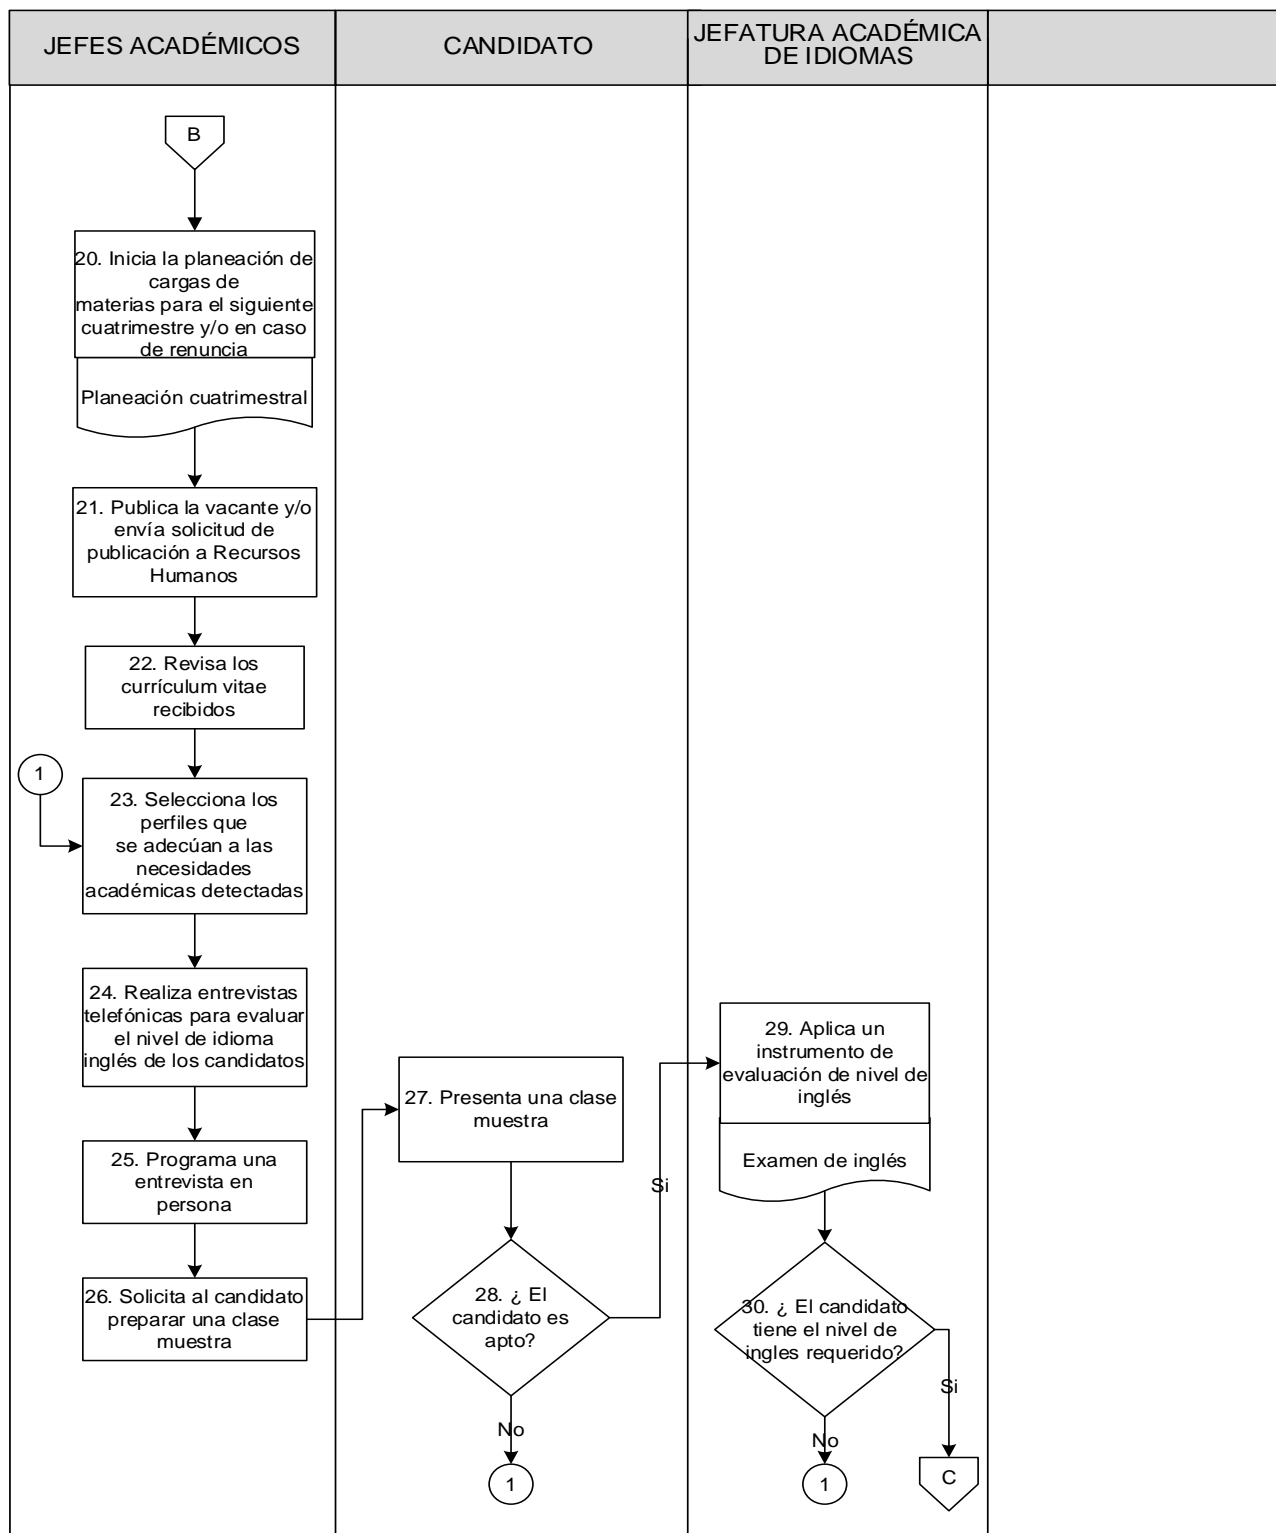 JEFES ACADÉMICOS
CANDIDATO
JEFATURA ACADÉMICA
DE IDIOMAS
B
20. Inicia la planeación de
cargas de
materias para el siguiente
cuatrimestre y/o en caso
de renuncia
Planeación cuatrimestral
21. Publica la vacante y/o
envía solicitud de
publicación a Recursos
Humanos
22. Revisa los
currículum vitae
recibidos
1
23. Selecciona los
perfiles que
se adecúan a las
necesidades
académicas detectadas
24. Realiza entrevistas
telefónicas para evaluar
el nivel de idioma
inglés de los candidatos
25. Programa una
entrevista en
persona
26. Solicita al candidato
preparar una clase
muestra
27. Presenta una clase
muestra
28. ¿ El
candidato es
apto?
Si
No
1
29. Aplica un
instrumento de
evaluación de nivel de
inglés
Examen de inglés
30. ¿ El candidato
tiene el nivel de
ingles requerido?
Si
No
1
C